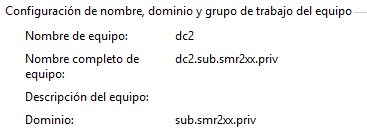 Configuración de nombre, dominio y grupo de trabajo del equipo
Nombre de equipo: dc2
Nombre completo de dc2.sub.smr2xx.priv
equipo:
Descripción del equipo:
Dominio: sub.smr2xx.priv